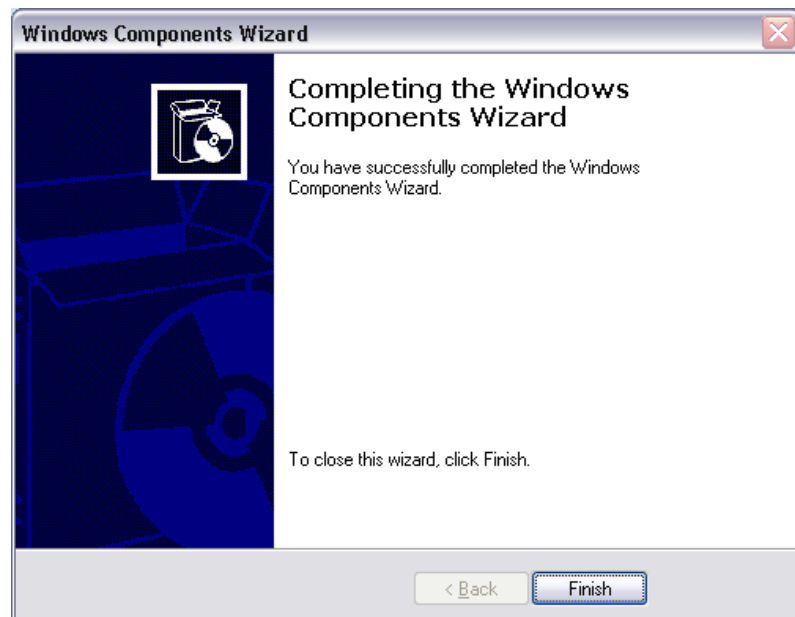 Windows Components Wizard
Completing the Windows
Components Wizard
You have successfully completed the Windows
Components Wizard.
To close this wizard, click Finish.
< Back
Finish